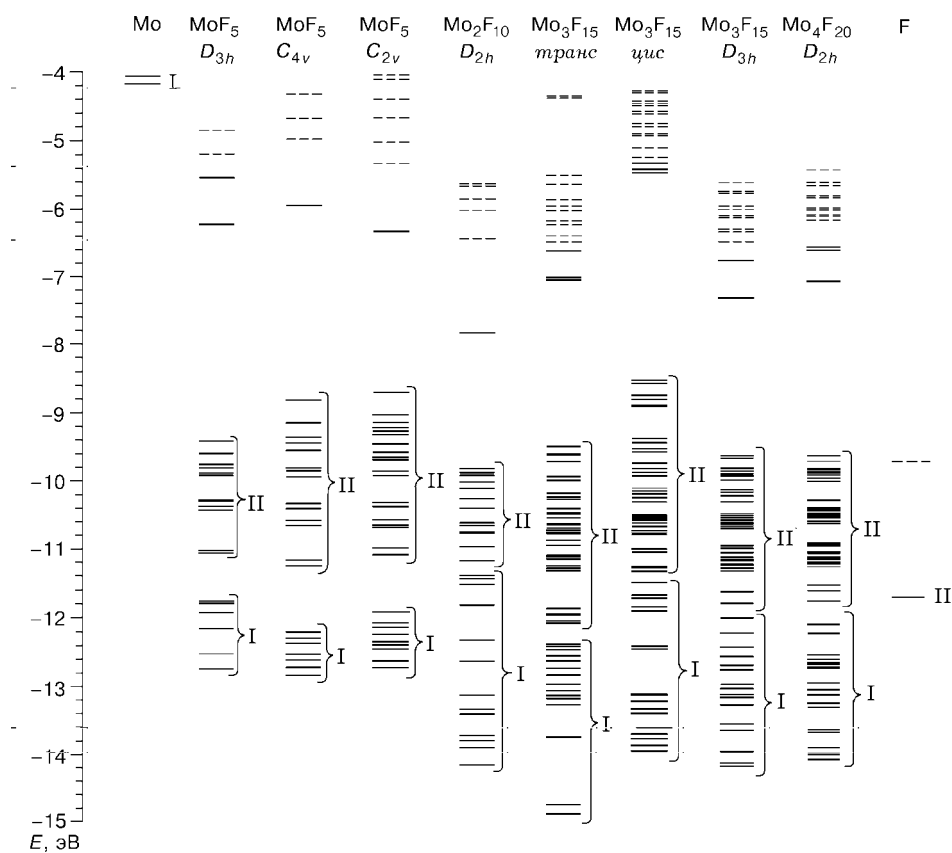 Mo MoF₅ MoF₅ MoF₅ Mo₂F₁₀ Mo₃F₁₅ Mo₃F₁₅ Mo₃F₁₅ Mo₄F₂₀ F
D₃ₕ C₄ᵥ C₂ᵥ D₂ₕ транс цис D₃ₕ D₂ₕ
−4
I
−5
−6
−7
−8
−9
−10
II II II II II II II II
−11
−12
II
I I I I I I I I
−13
−14
−15
E, эВ